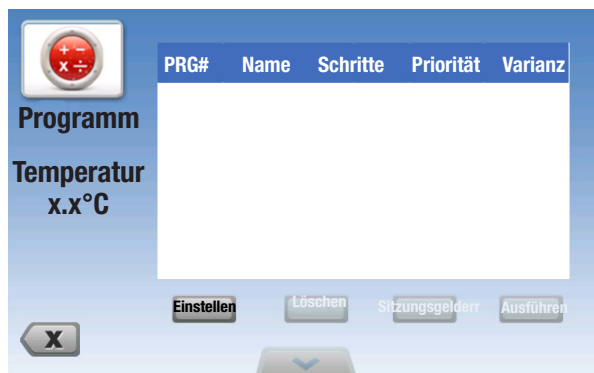 Programm
Temperatur
x.x°C
PRG# Name Schritte Priorität Varianz
Einstellen Löschen Sitzungsgelderr Ausführen
X